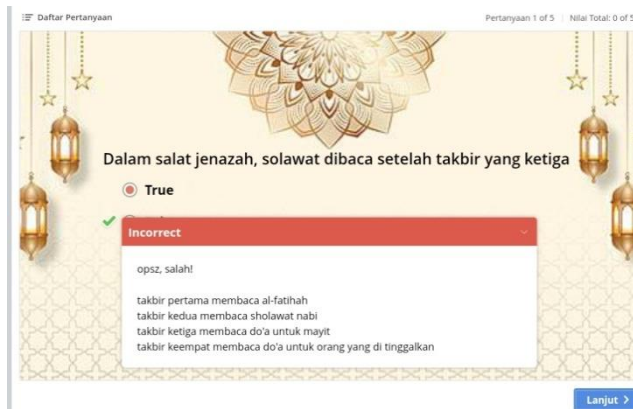 Daftar Pertanyaan
Pertanyaan 1 of 5 | Nilai Total: 0 of 5
Dalam salat jenazah, solawat dibaca setelah takbir yang ketiga
True
Incorrect
opsz, salah!
takbir pertama membaca al-fatihah
takbir kedua membaca sholawat nabi
takbir ketiga membaca do'a untuk mayit
takbir keempat membaca do'a untuk orang yang di tinggalkan
Lanjut